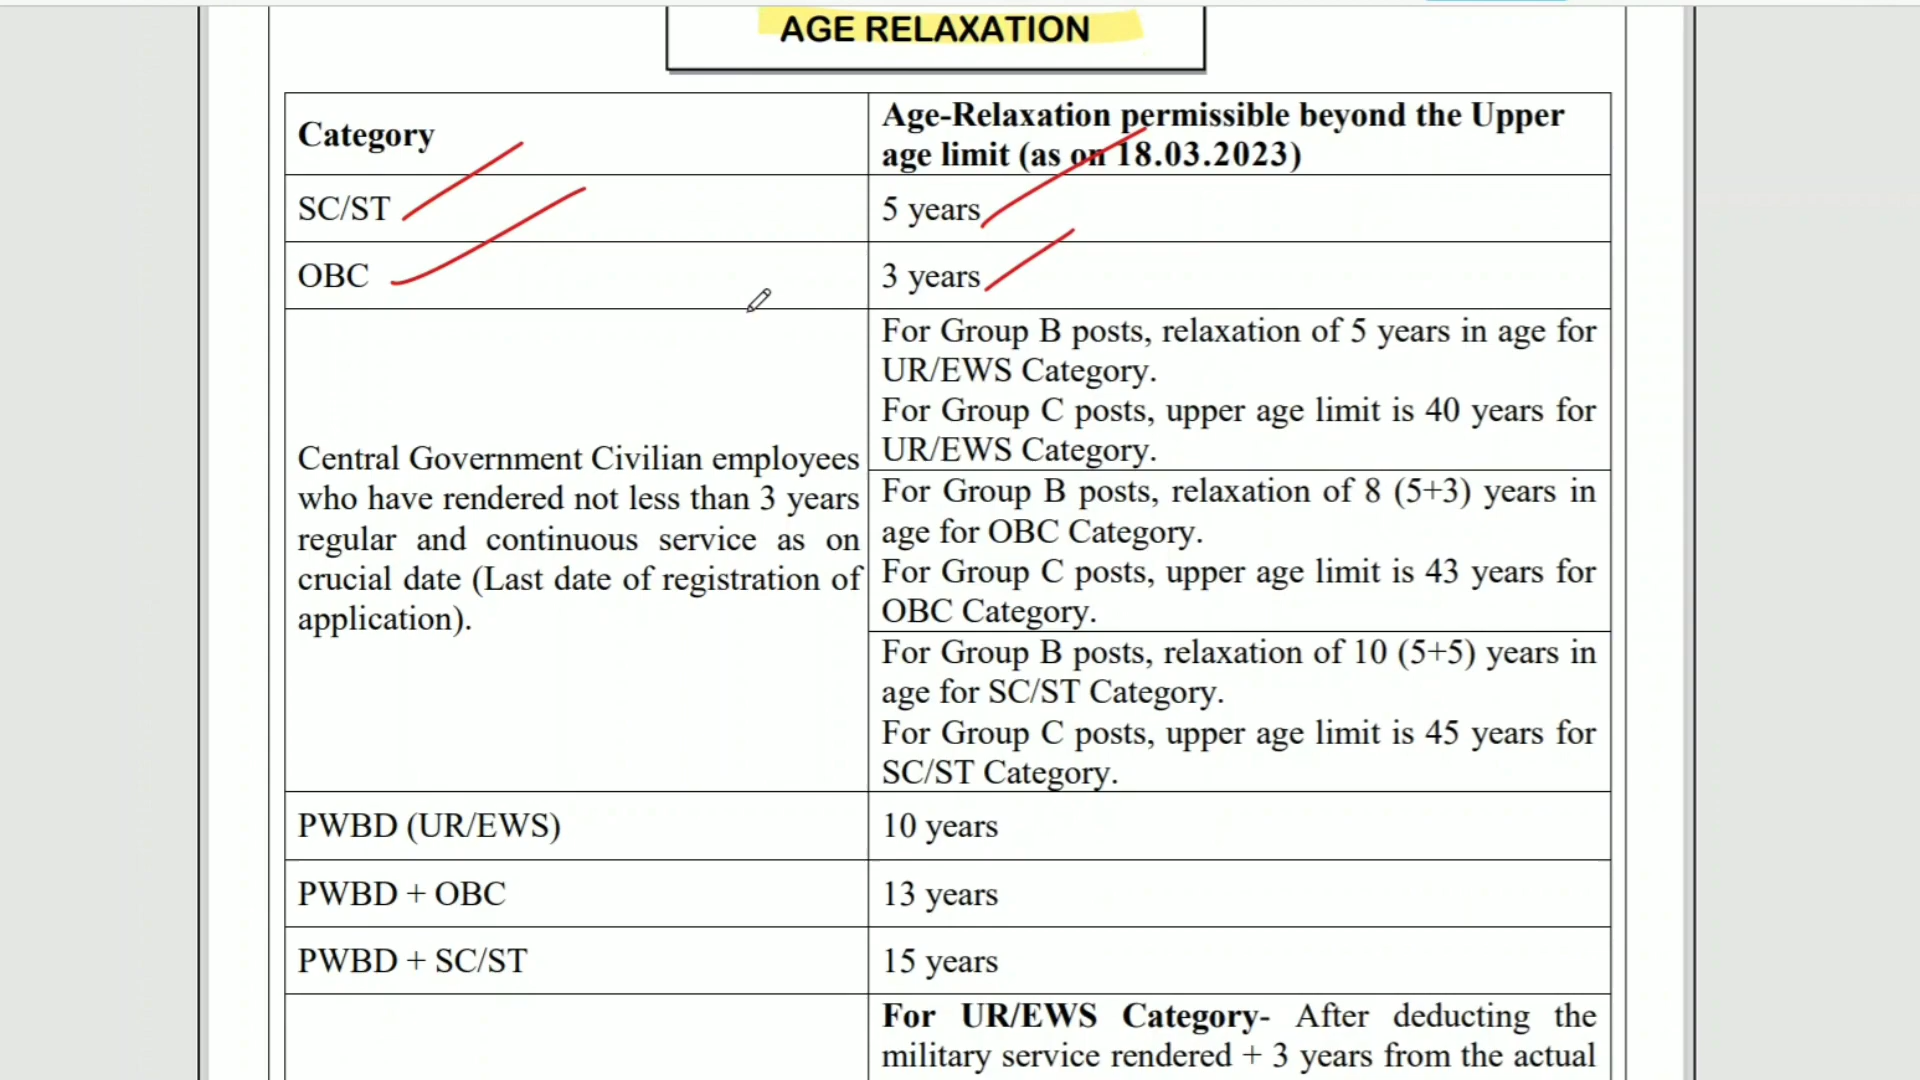 AGE RELAXATION
Category
Age-Relaxation permissible beyond the Upper
age limit (as on 18.03.2023)
SC/ST
5 years
OBC
3 years
Central Government Civilian employees
who have rendered not less than 3 years
regular and continuous service as on
crucial date (Last date of registration of
application).
For Group B posts, relaxation of 5 years in age for
UR/EWS Category.
For Group C posts, upper age limit is 40 years for
UR/EWS Category.
For Group B posts, relaxation of 8 (5+3) years in
age for OBC Category.
For Group C posts, upper age limit is 43 years for
OBC Category.
For Group B posts, relaxation of 10 (5+5) years in
age for SC/ST Category.
For Group C posts, upper age limit is 45 years for
SC/ST Category.
PWBD (UR/EWS)
10 years
PWBD + OBC
13 years
PWBD + SC/ST
15 years
For UR/EWS Category- After deducting the
military service rendered + 3 years from the actual